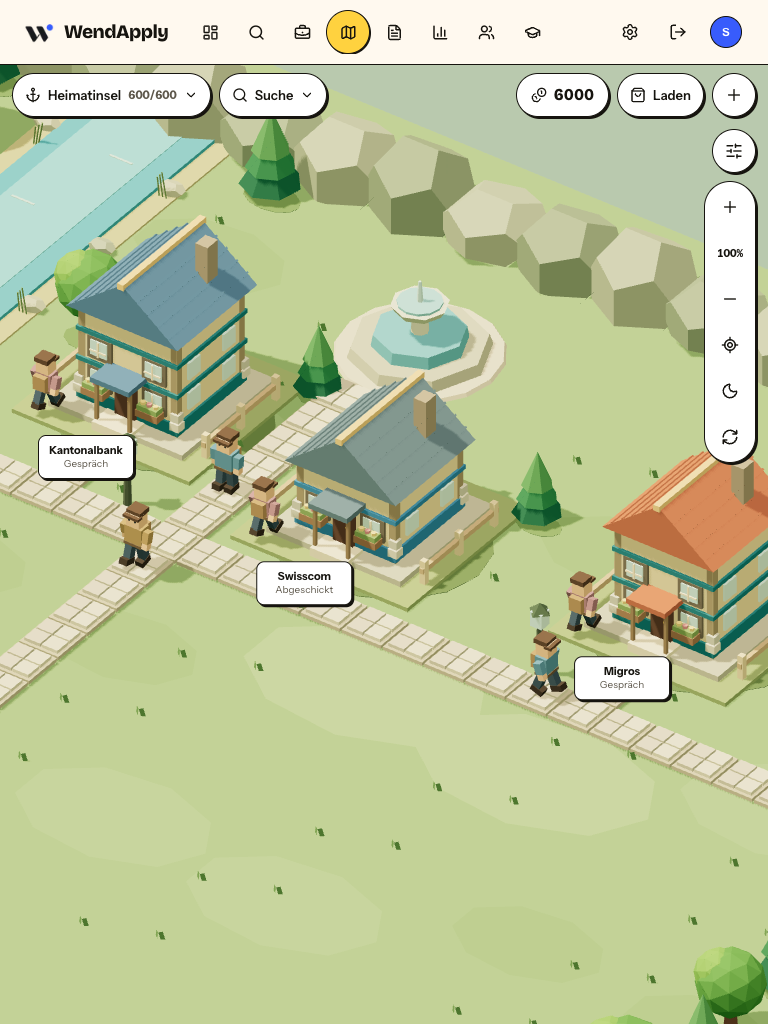 WendApply
S
Heimatinsel 600/600
Suche
6000
Laden
100%
Kantonalbank
Gespräch
Swisscom
Abgeschickt
Migros
Gespräch